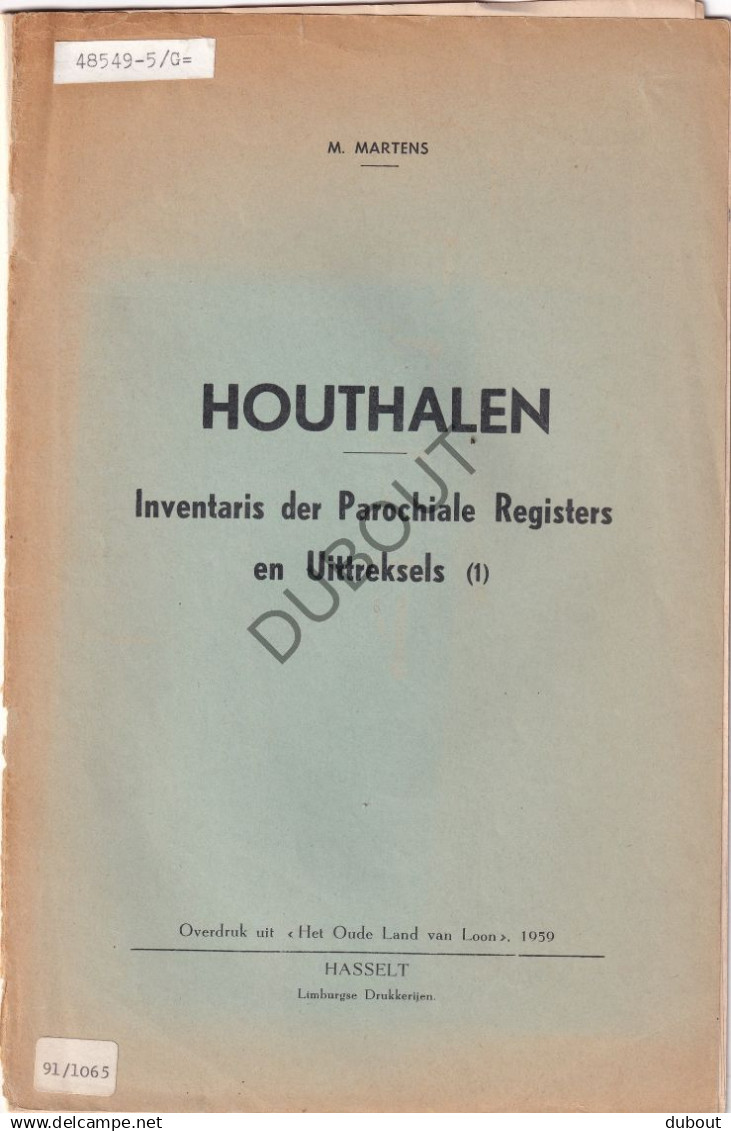 48549-5/G=
M. MARTENS
HOUTHALEN
Inventaris der Parochiale Registers
en Uittreksels (1)
DUBOUT
Overdruk uit « Het Oude Land van Loon », 1959
HASSELT
Limburgse Drukkerijen.
91/1065
www.delcampe.net
dubout